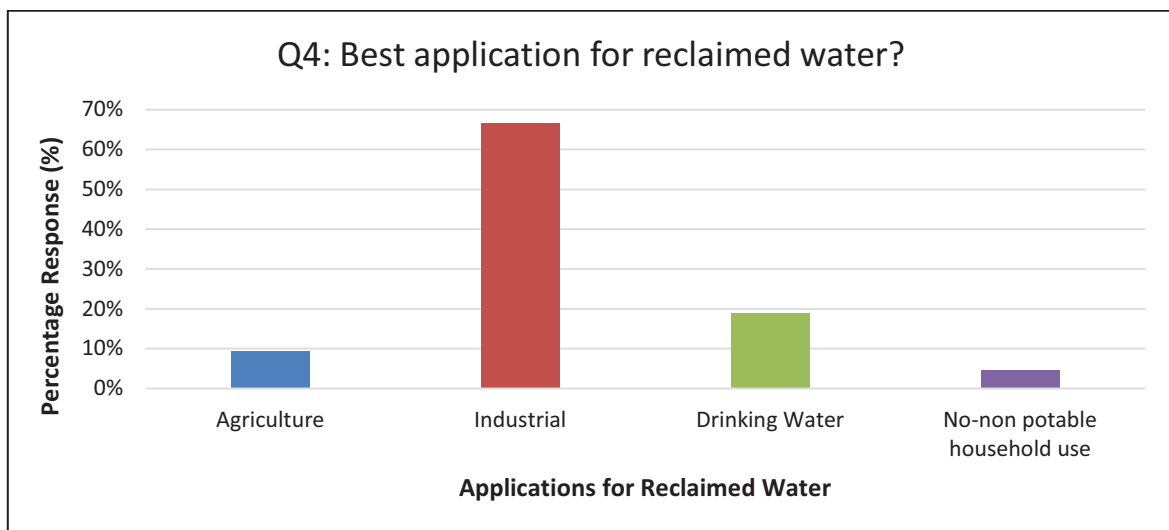 Q4: Best application for reclaimed water?
Percentage Response (%)
70%
60%
50%
40%
30%
20%
10%
0%
Agriculture
Industrial
Drinking Water
No-non potable
household use
Applications for Reclaimed Water